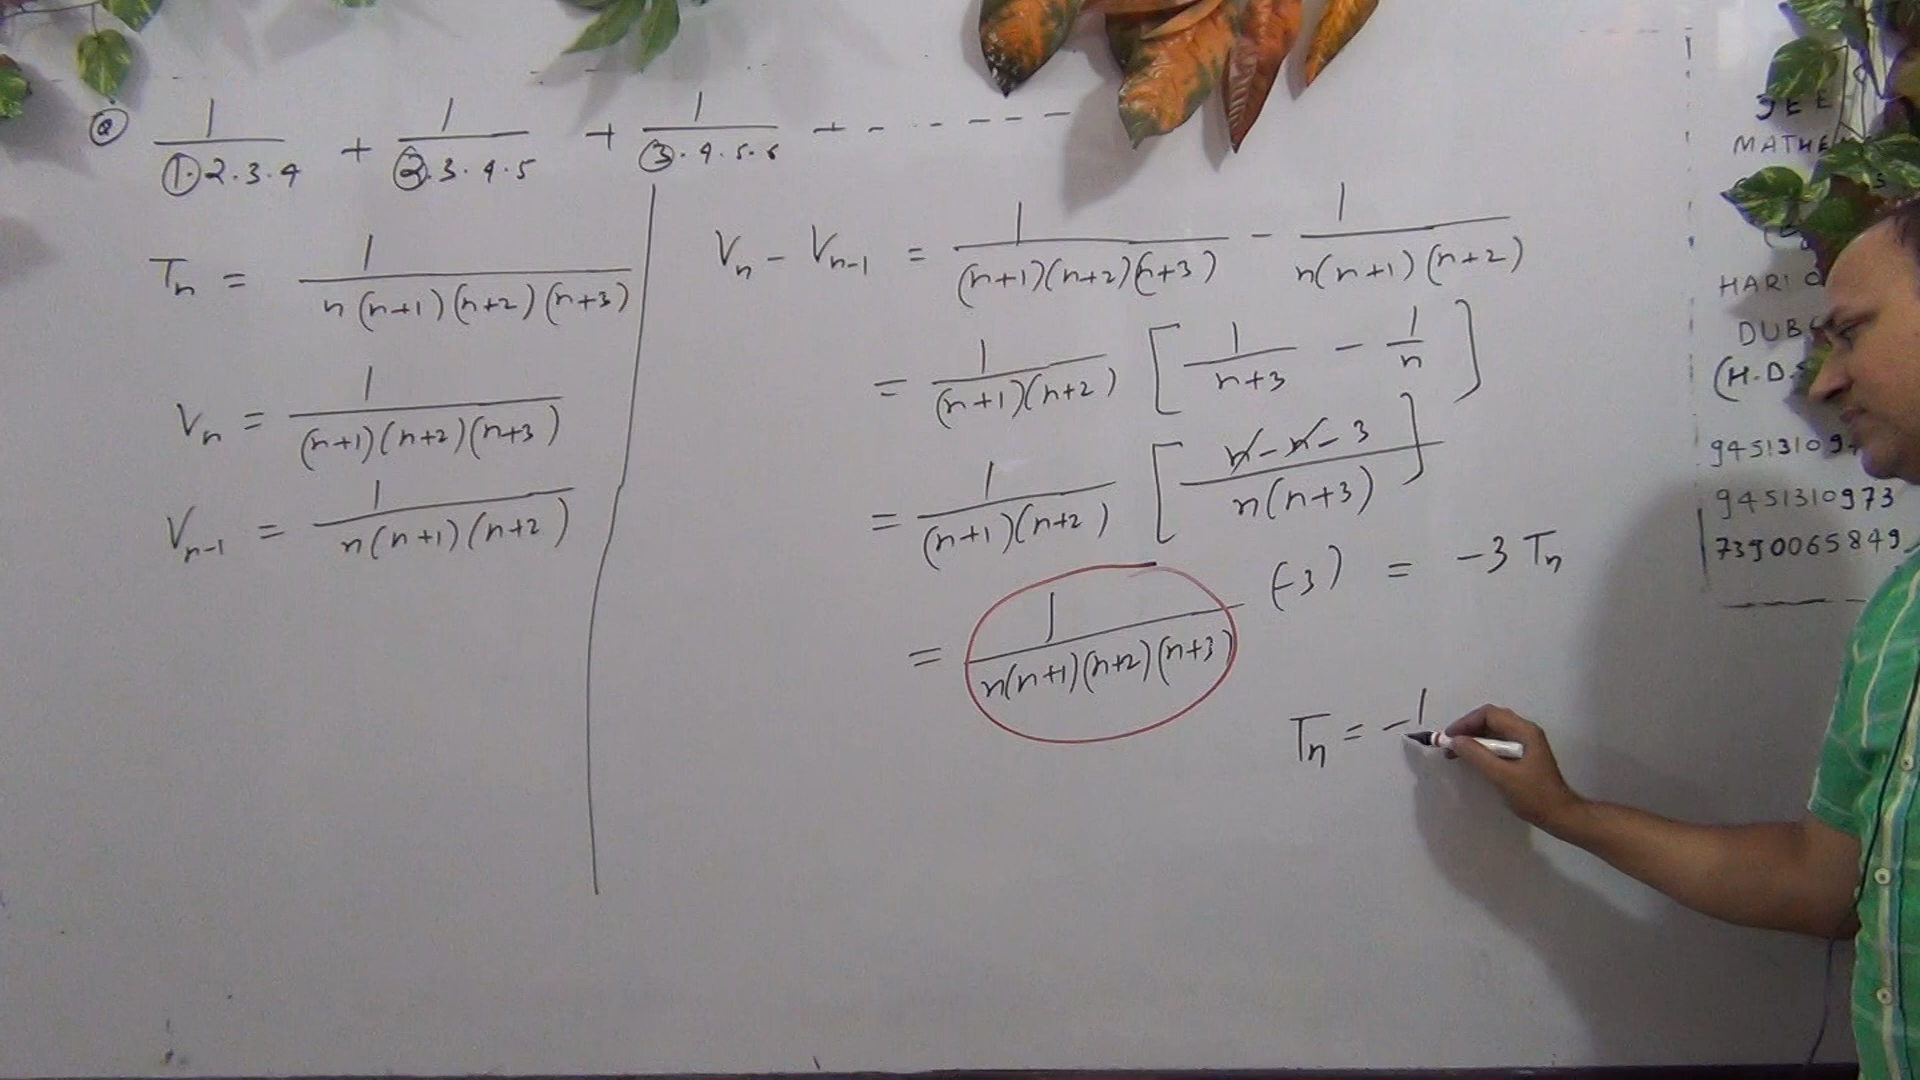 Q 1/(1.2.3.4) + 1/(2.3.4.5) + 1/(3.4.5.6) + - - - - - -
Tn = 1/(n(n+1)(n+2)(n+3))
Vn = 1/((n+1)(n+2)(n+3))
Vn-1 = 1/(n(n+1)(n+2))
Vn - Vn-1 = 1/((n+1)(n+2)(n+3)) - 1/(n(n+1)(n+2))
= 1/((n+1)(n+2)) [1/(n+3) - 1/n]
= 1/((n+1)(n+2)) [(n-n-3)/(n(n+3))]
= 1/(n(n+1)(n+2)(n+3)) (-3) = -3 Tn
Tn = -1
JEE
HARI
(H.D.
9451310973
7390065849